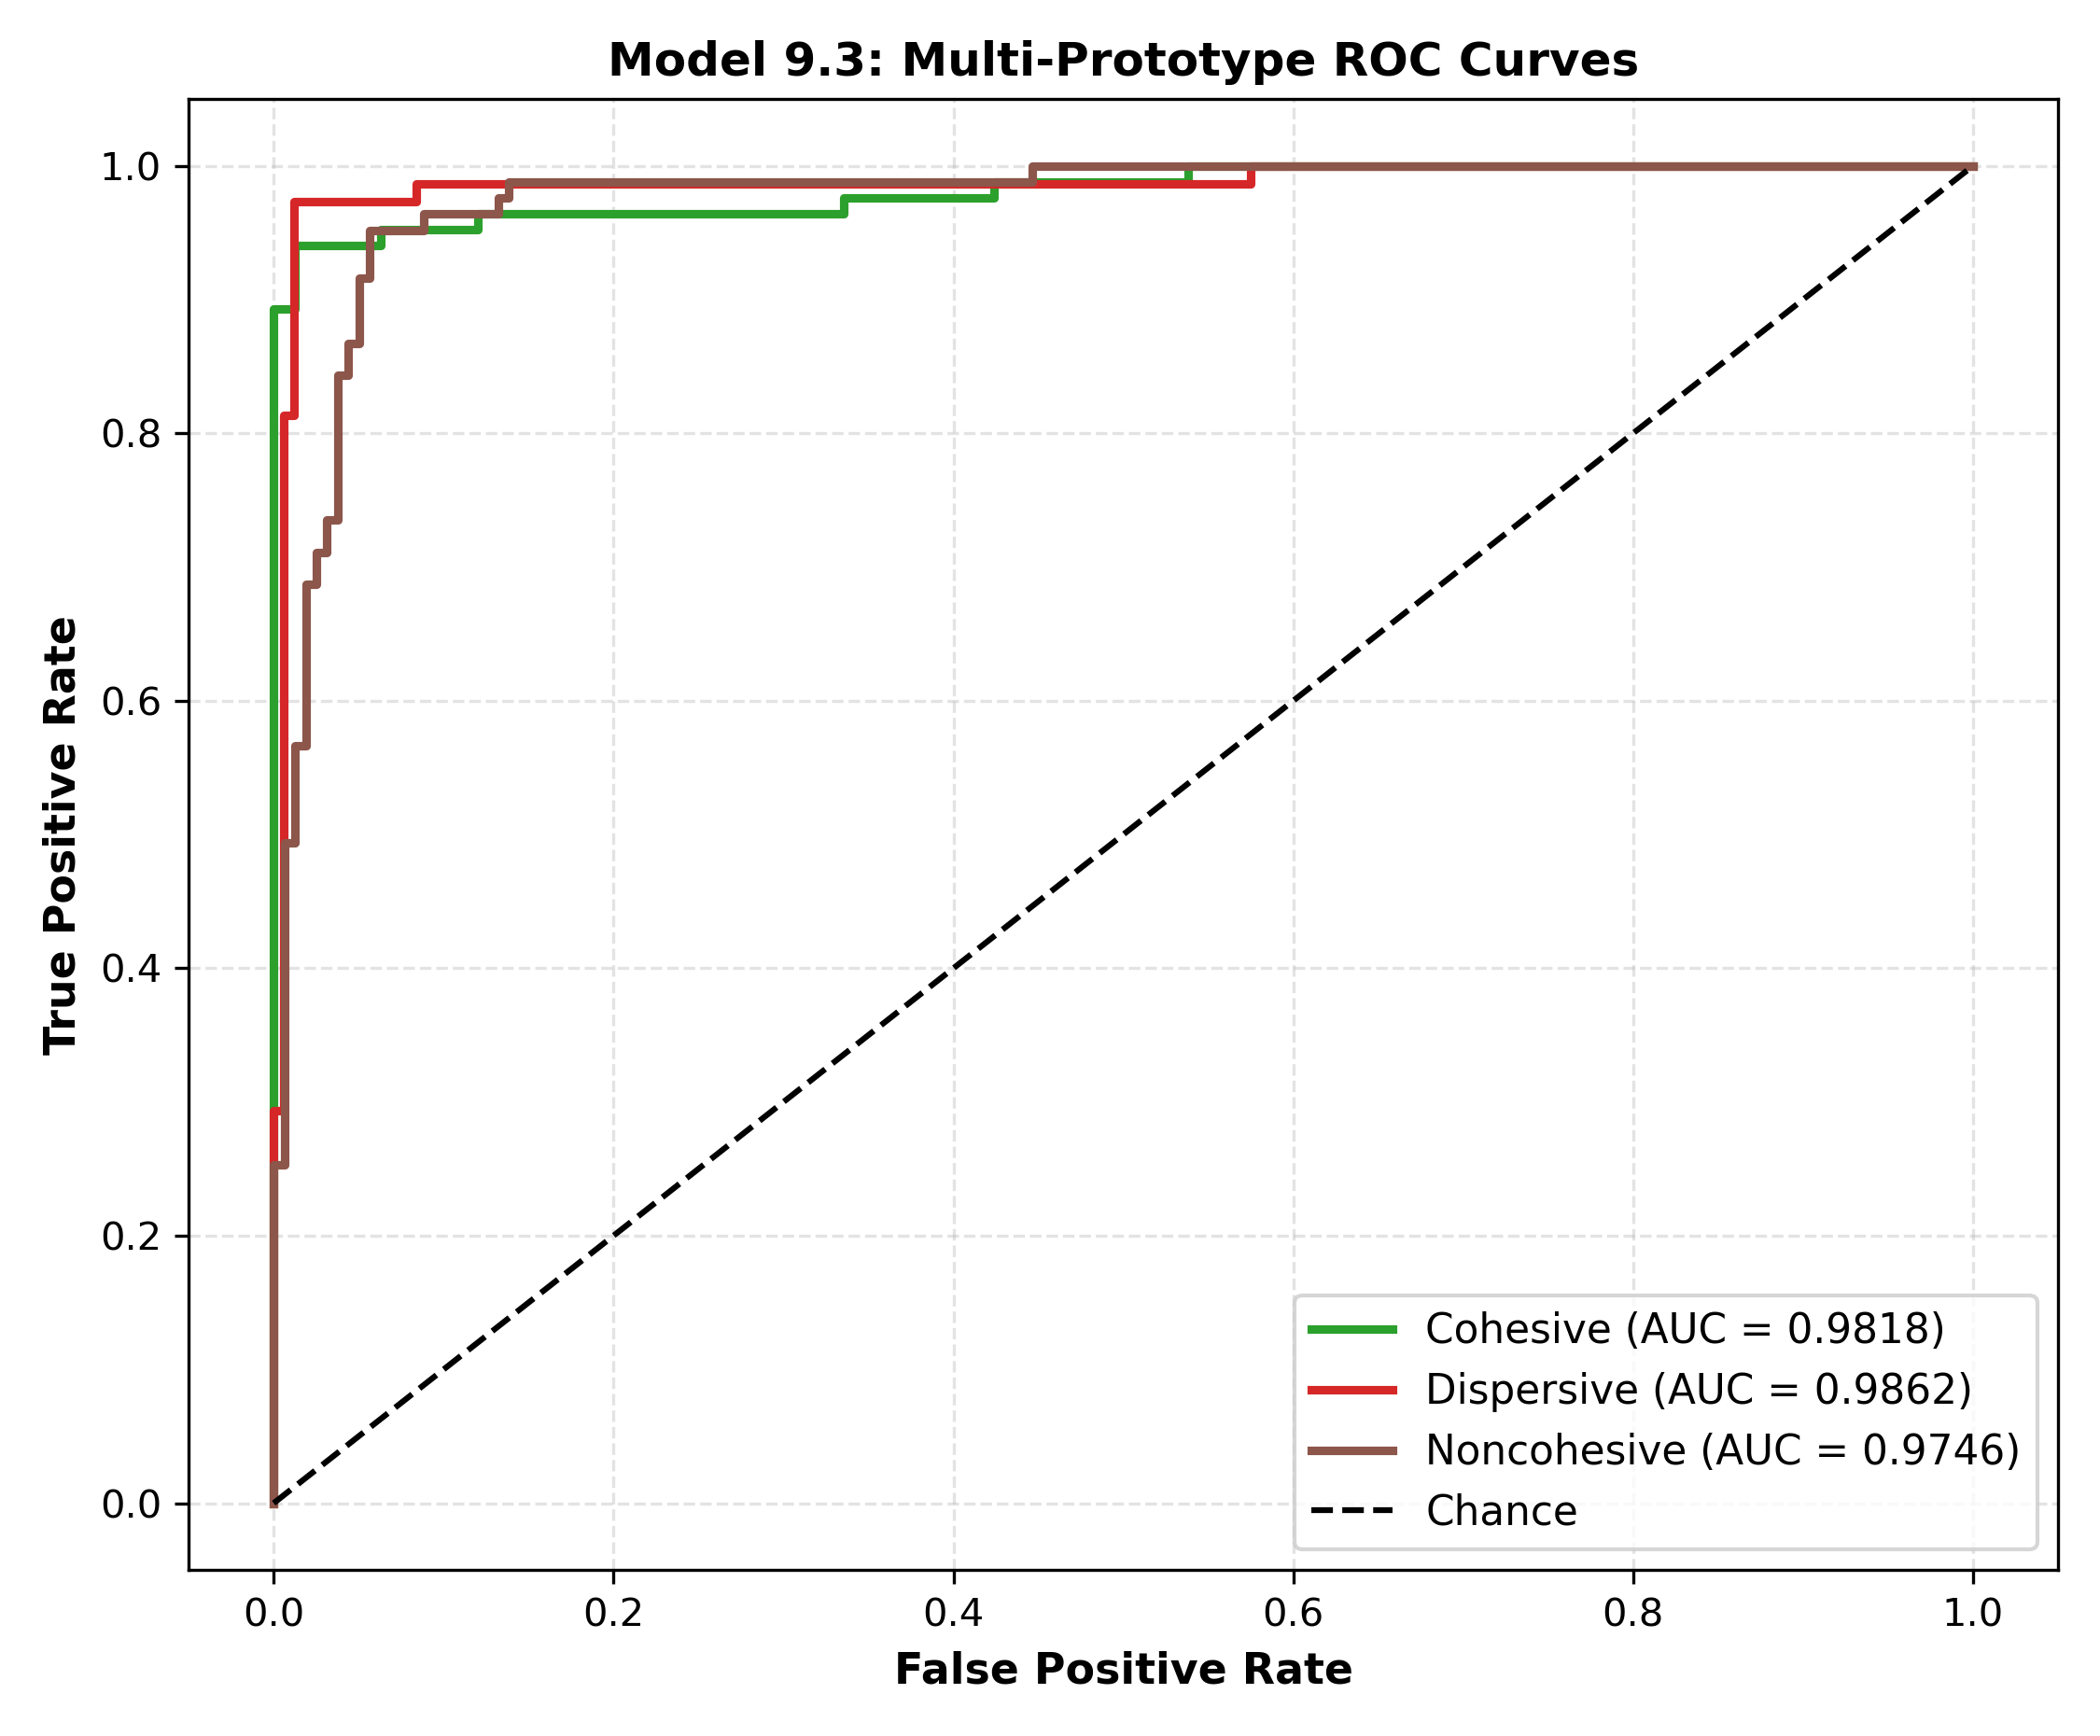 Model 9.3: Multi-Prototype ROC Curves
True Positive Rate
1.0
0.8
0.6
0.4
0.2
0.0
0.0 0.2 0.4 0.6 0.8 1.0
False Positive Rate
Cohesive (AUC = 0.9818)
Dispersive (AUC = 0.9862)
Noncohesive (AUC = 0.9746)
Chance